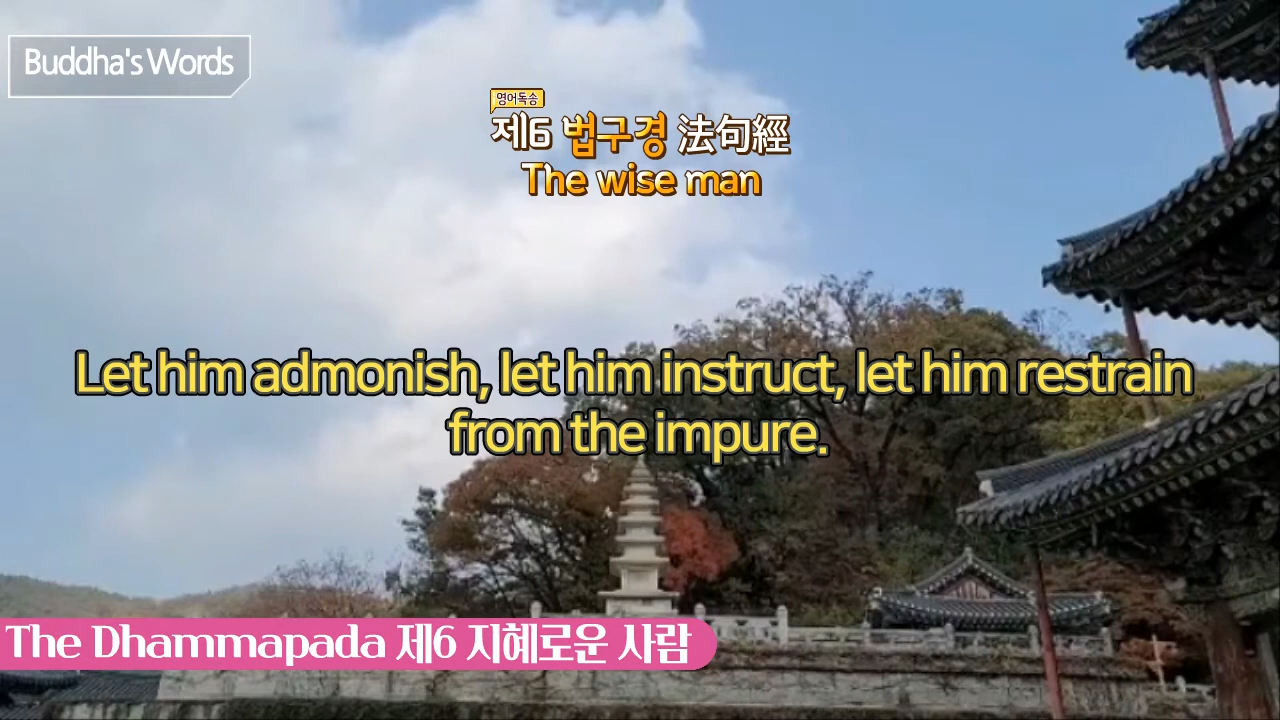 Buddha's Words
영어독송
제6 법구경 法句經
The wise man
Let him admonish, let him instruct, let him restrain
from the impure.
The Dhammapada 제6 지혜로운 사람